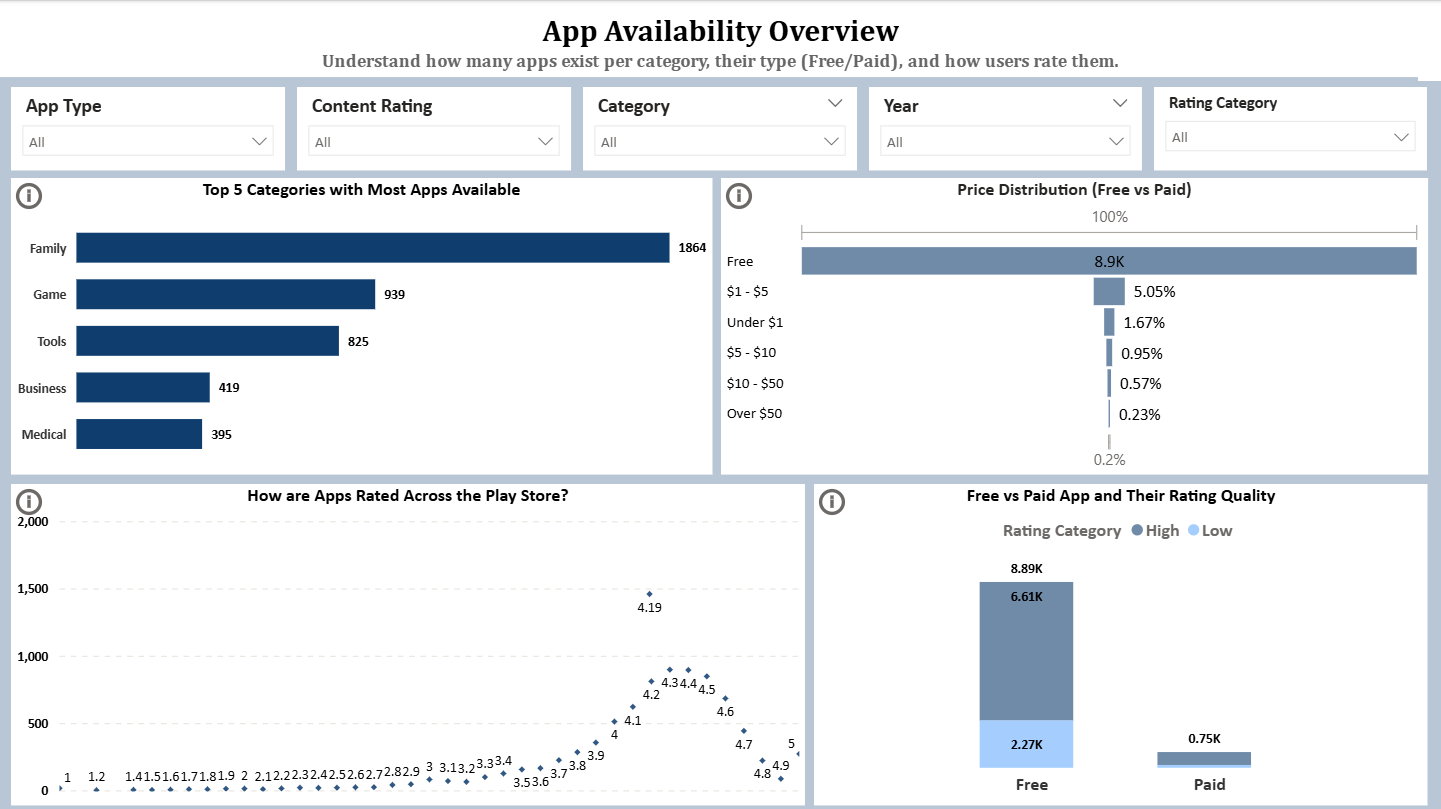 App Availability Overview
Understand how many apps exist per category, their type (Free/Paid), and how users rate them.
App Type
All
Content Rating
All
Category
All
Year
All
Rating Category
All
Top 5 Categories with Most Apps Available
Family 1864
Game 939
Tools 825
Business 419
Medical 395
Price Distribution (Free vs Paid)
100%
Free 8.9K
$1 - $5 5.05%
Under $1 1.67%
$5 - $10 0.95%
$10 - $50 0.57%
Over $50 0.23%
0.2%
How are Apps Rated Across the Play Store?
2,000
1,500
1,000
500
0
1 1.2 1.4 1.5 1.6 1.7 1.8 1.9 2 2.1 2.2 2.3 2.4 2.5 2.6 2.7 2.8 2.9 3 3.1 3.2 3.3 3.4 3.5 3.6 3.7 3.8 3.9 4 4.1 4.19 4.2 4.3 4.4 4.5 4.6 4.7 4.8 4.9 5
Free vs Paid App and Their Rating Quality
Rating Category High Low
8.89K
6.61K
2.27K
0.75K
Free Paid